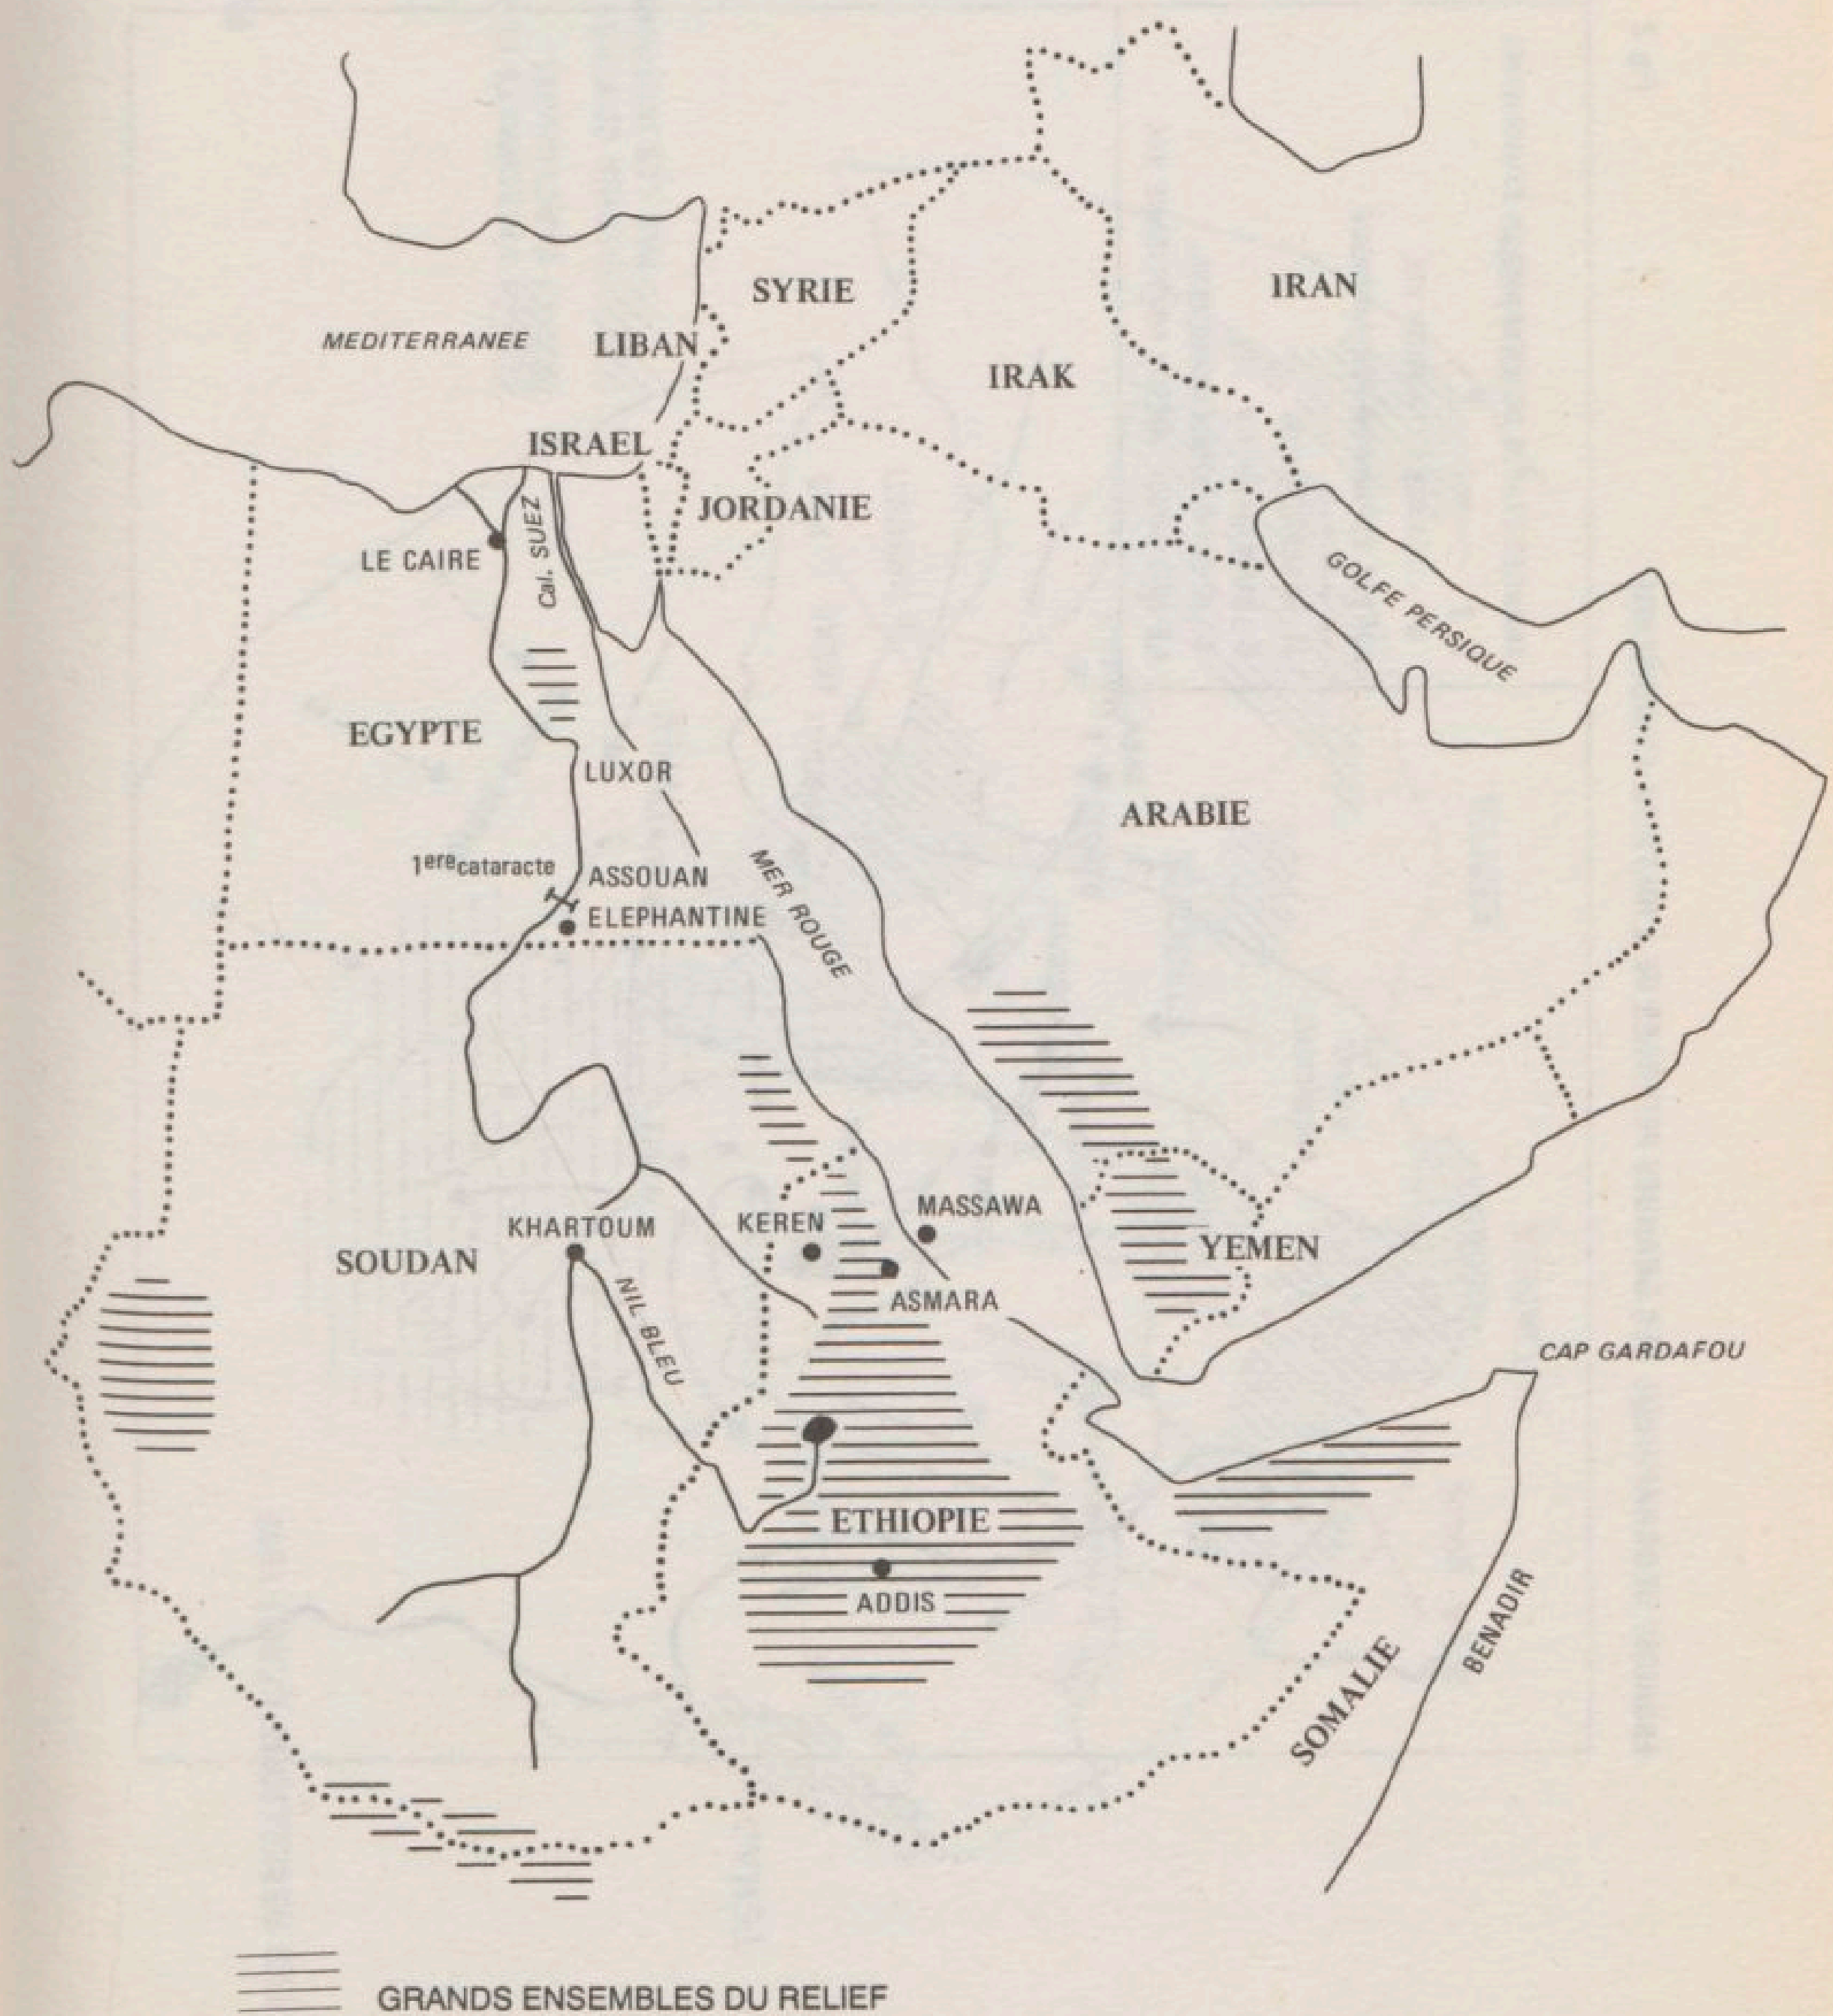 SYRIE
IRAN
MEDITERRANEE
LIBAN
IRAK
ISRAEL
JORDANIE
LE CAIRE
Cal. SUEZ
GOLFE PERSIQUE
EGYPTE
LUXOR
ARABIE
1ere cataracte
ASSOUAN
MER ROUGE
ELEPHANTINE
MASSAWA
KHARTOUM
KEREN
SOUDAN
YEMEN
NIL BLEU
ASMARA
CAP GARDAFOU
ETHIOPIE
ADDIS
BENADIR
SOMALIE
GRANDS ENSEMBLES DU RELIEF